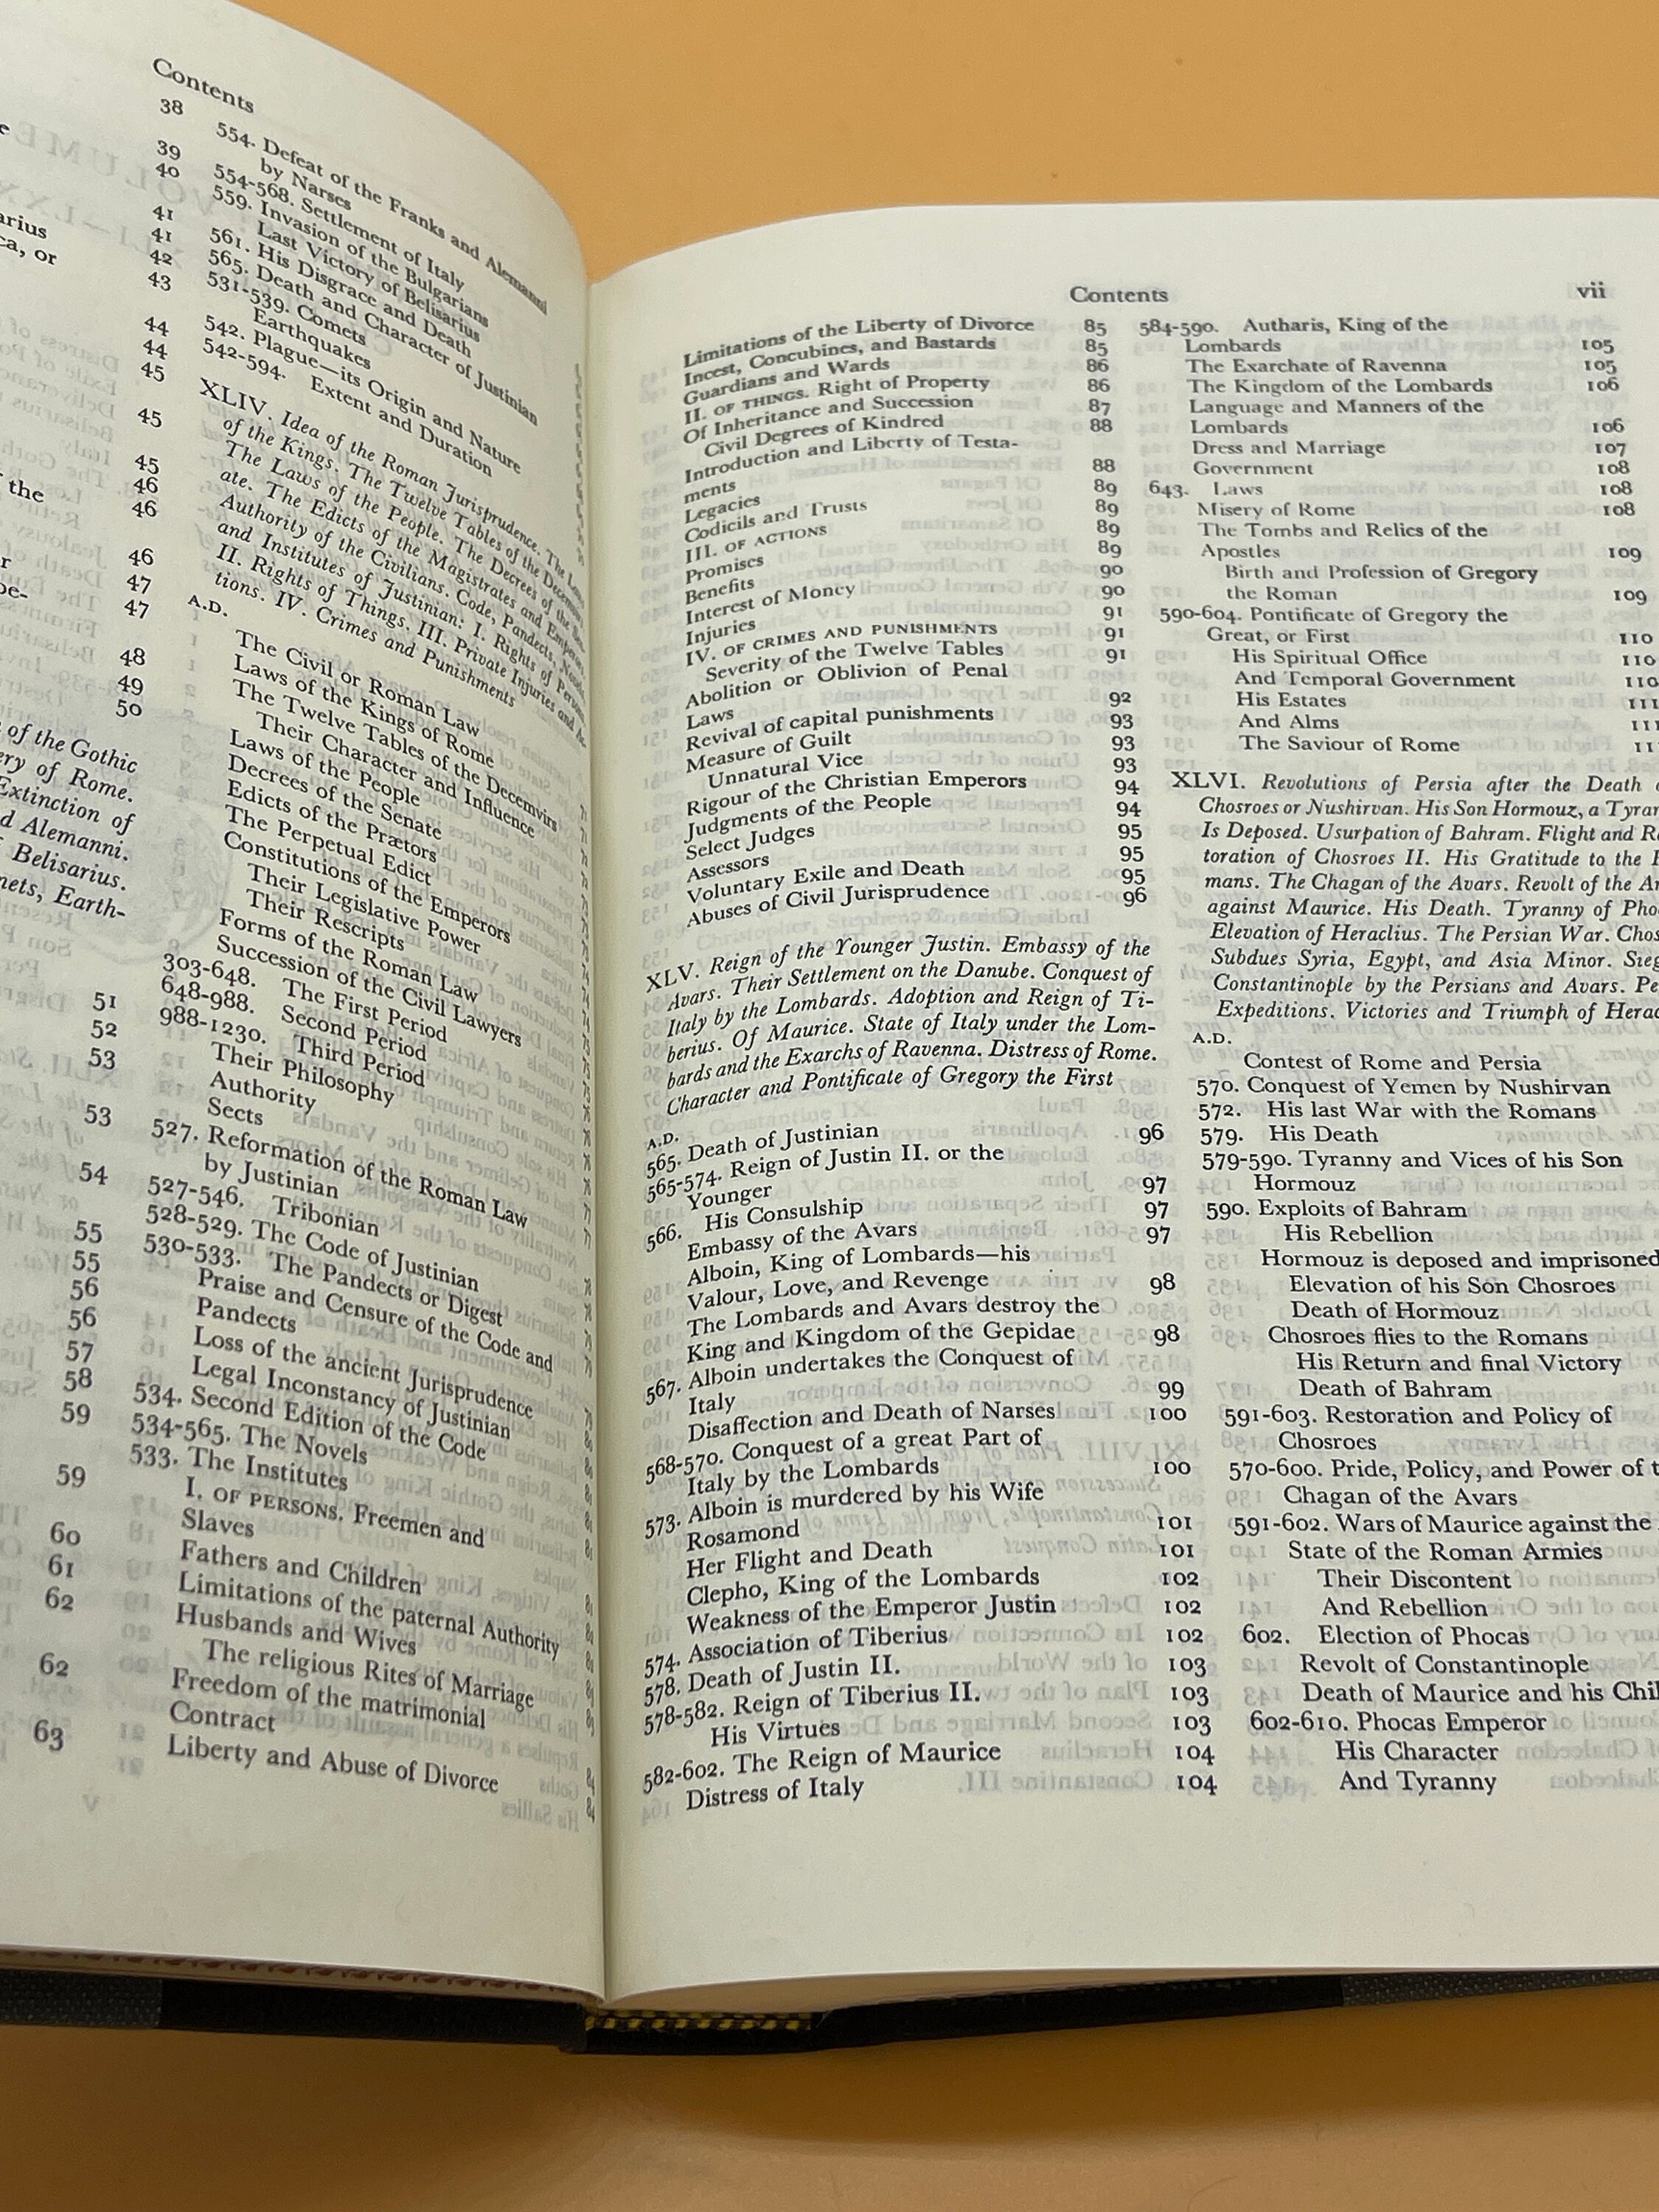 Contents
38
39
40
41
41
42
43
44
44
45
45
45
46
46
46
47
47
48
49
50
arius
ca, or
the
of the Gothic
ery of Rome.
Extinction of
d Alemanni.
Belisarius.
mets, Earth-
51
52
53
53
54
55
55
56
56
57
58
59
59
60
61
62
62
63
554. Defeat of the Franks and Alemanni
by Narses
554-568. Settlement of Italy
559. Invasion of the Bulgarians
Last Victory of Belisarius
561. His Disgrace and Death
565. Death and Character of Justinian
531-539. Comets
Earthquakes
542. Plague—its Origin and Nature
542-594. Extent and Duration
XLIV. Idea of the Roman Jurisprudence. The Laws
of the Kings. The Twelve Tables of the Decemvirs.
The Laws of the People. The Decrees of the Sen-
ate. The Edicts of the Magistrates and Emperors.
Authority of the Civilians. Code, Pandects, Novels,
and Institutes of Justinian: I. Rights of Persons.
II. Rights of Things. III. Private Injuries and Ac-
tions. IV. Crimes and Punishments
A.D.
The Civil or Roman Law
Laws of the Kings of Rome
The Twelve Tables of the Decemvirs
Their Character and Influence
Laws of the People
Decrees of the Senate
Edicts of the Prætors
The Perpetual Edict
Constitutions of the Emperors
Their Legislative Power
Their Rescripts
Forms of the Roman Law
Succession of the Civil Lawyers
303-648. The First Period
648-988. Second Period
988-1230. Third Period
Their Philosophy
Authority
Sects
527. Reformation of the Roman Law
by Justinian
527-546. Tribonian
528-529. The Code of Justinian
530-533. The Pandects or Digest
Praise and Censure of the Code and
Pandects
Loss of the ancient Jurisprudence
Legal Inconstancy of Justinian
534. Second Edition of the Code
534-565. The Novels
533. The Institutes
I. OF PERSONS. Freemen and
Slaves
Fathers and Children
Limitations of the paternal Authority
Husbands and Wives
The religious Rites of Marriage
Freedom of the matrimonial
Contract
Liberty and Abuse of Divorce
Contents vii
Limitations of the Liberty of Divorce 85
Incest, Concubines, and Bastards 85
Guardians and Wards 86
II. OF THINGS. Right of Property 86
Of Inheritance and Succession 87
Civil Degrees of Kindred 88
Introduction and Liberty of Testa-
ments 88
Legacies 89
Codicils and Trusts 89
III. OF ACTIONS 89
Promises 89
Benefits 90
Interest of Money 90
Injuries 91
IV. OF CRIMES AND PUNISHMENTS 91
Severity of the Twelve Tables 91
Abolition or Oblivion of Penal
Laws 92
Revival of capital punishments 93
Measure of Guilt 93
Unnatural Vice 93
Rigour of the Christian Emperors 94
Judgments of the People 94
Select Judges 95
Assessors 95
Voluntary Exile and Death 95
Abuses of Civil Jurisprudence 96
XLV. Reign of the Younger Justin. Embassy of the
Avars. Their Settlement on the Danube. Conquest of
Italy by the Lombards. Adoption and Reign of Ti-
berius. Of Maurice. State of Italy under the Lom-
bards and the Exarchs of Ravenna. Distress of Rome.
Character and Pontificate of Gregory the First
A.D.
565. Death of Justinian 96
565-574. Reign of Justin II. or the
Younger 97
566. His Consulship 97
Embassy of the Avars 97
Alboin, King of Lombards—his
Valour, Love, and Revenge 98
The Lombards and Avars destroy the
King and Kingdom of the Gepidae 98
567. Alboin undertakes the Conquest of
Italy 99
Disaffection and Death of Narses 100
568-570. Conquest of a great Part of
Italy by the Lombards 100
573. Alboin is murdered by his Wife
Rosamond 101
Her Flight and Death 101
Clepho, King of the Lombards 102
Weakness of the Emperor Justin 102
574. Association of Tiberius 102
578. Death of Justin II. 103
578-582. Reign of Tiberius II. 103
His Virtues 103
582-602. The Reign of Maurice 104
Distress of Italy 104
584-590. Autharis, King of the
Lombards 105
The Exarchate of Ravenna 105
The Kingdom of the Lombards 106
Language and Manners of the
Lombards 106
Dress and Marriage 107
Government 108
643. Laws 108
Misery of Rome 108
The Tombs and Relics of the
Apostles 109
Birth and Profession of Gregory
the Roman 109
590-604. Pontificate of Gregory the
Great, or First 110
His Spiritual Office 110
And Temporal Government 110
His Estates 111
And Alms 111
The Saviour of Rome 11
XLVI. Revolutions of Persia after the Death
Chosroes or Nushirvan. His Son Hormouz, a Tyran
Is Deposed. Usurpation of Bahram. Flight and Re
toration of Chosroes II. His Gratitude to the
mans. The Chagan of the Avars. Revolt of the Ar
against Maurice. His Death. Tyranny of Pho
Elevation of Heraclius. The Persian War. Chos
Subdues Syria, Egypt, and Asia Minor. Sieg
Constantinople by the Persians and Avars. Pe
Expeditions. Victories and Triumph of Herac
A.D.
Contest of Rome and Persia
570. Conquest of Yemen by Nushirvan
572. His last War with the Romans
579. His Death
579-590. Tyranny and Vices of his Son
Hormouz
590. Exploits of Bahram
His Rebellion
Hormouz is deposed and imprisoned
Elevation of his Son Chosroes
Death of Hormouz
Chosroes flies to the Romans
His Return and final Victory
Death of Bahram
591-603. Restoration and Policy of
Chosroes
570-600. Pride, Policy, and Power of t
Chagan of the Avars
591-602. Wars of Maurice against the
State of the Roman Armies
Their Discontent
And Rebellion
602. Election of Phocas
Revolt of Constantinople
Death of Maurice and his Chil
602-610. Phocas Emperor
His Character
And Tyranny